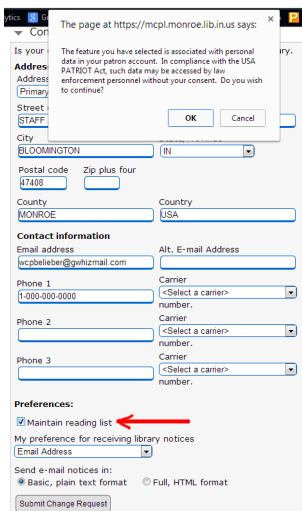 ytics
The page at https://mcpl.monroe.lib.in.us says:
×
P
Con
The feature you have selected is associated with personal
data in your patron account. In compliance with the USA
PATRIOT Act, such data may be accessed by law
enforcement personnel without your consent. Do you wish
to continue?
OK Cancel
Is your
ry.
Address
Address
Primary
Street
STAFF
City
BLOOMINGTON IN
Postal code Zip plus four
47408
County Country
MONROE USA
Contact information
Email address Alt. E-mail Address
wcpbelieber@gwhizmail.com
Phone 1 Carrier
1-000-000-0000 <Select a carrier>
number.
Phone 2 Carrier
<Select a carrier>
number.
Phone 3 Carrier
<Select a carrier>
number.
Preferences:
Maintain reading list
My preference for receiving library notices
Email Address
Send e-mail notices in:
Basic, plain text format Full, HTML format
Submit Change Request